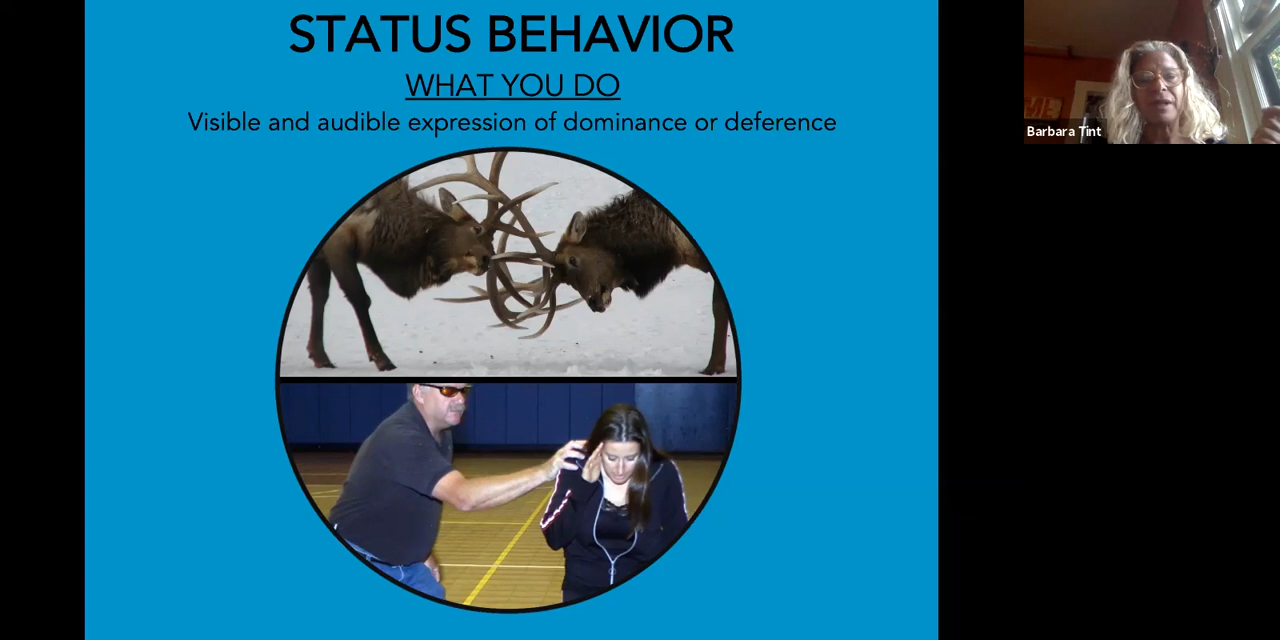 STATUS BEHAVIOR
WHAT YOU DO
Visible and audible expression of dominance or deference
Barbara Tint